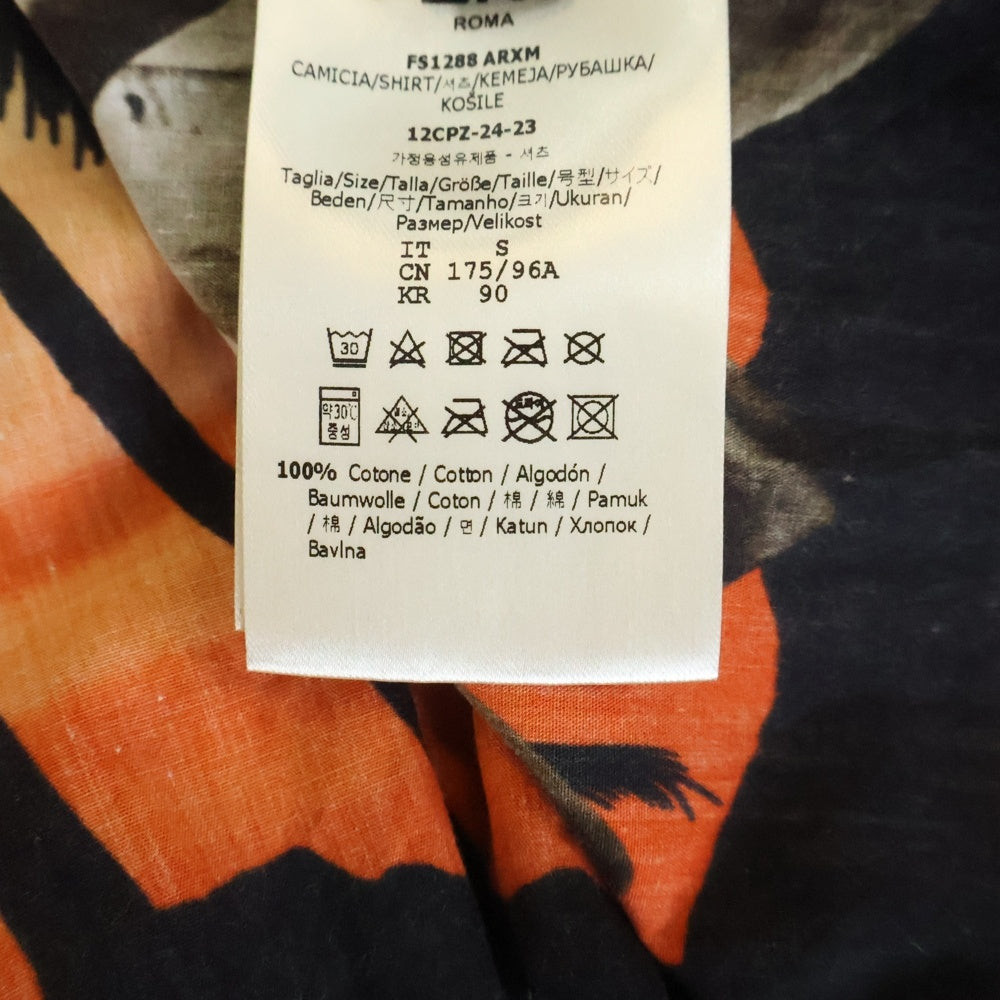 ROMA
FS1288 ARXM
CAMICIA/SHIRT/셔츠/KEMEJA/РУБАШКА/
KOŠILE
12CPZ-24-23
가정용섬유제품 - 셔츠
Taglia/Size/Talla/Größe/Taille/号型/サイズ/
Beden/尺寸/Tamanho/크기/Ukuran/
Размер/Velikost
IT S
CN 175/96A
KR 90
30
약30℃
중성
100% Cotone / Cotton / Algodón /
Baumwolle / Coton / 棉 / 綿 / Pamuk
/ 棉 / Algodão / 면 / Katun / Хлопок /
Bavlna